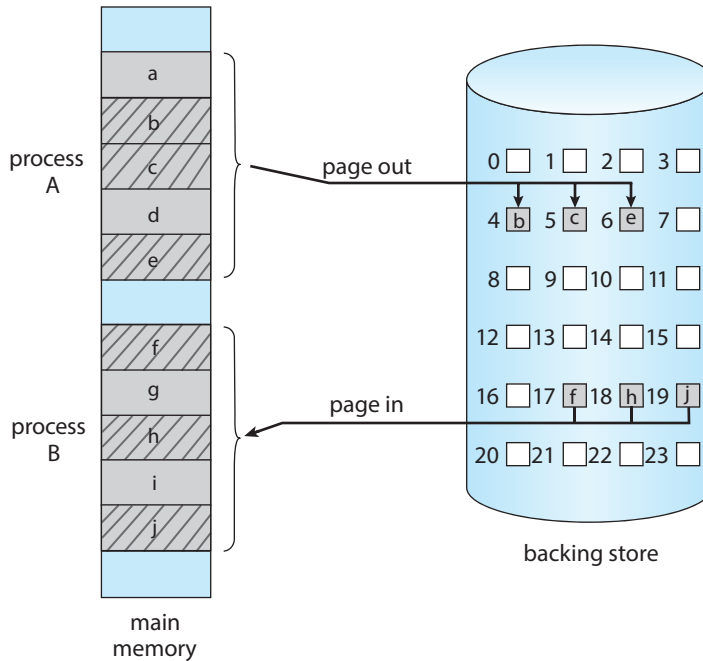 a
b
process
A
c
d
e
page out
0 1 2 3
4 b 5 c 6 e 7
8 9 10 11
12 13 14 15
16 17 f 18 h 19 j
20 21 22 23
f
g
process
B
h
i
j
page in
backing store
main
memory